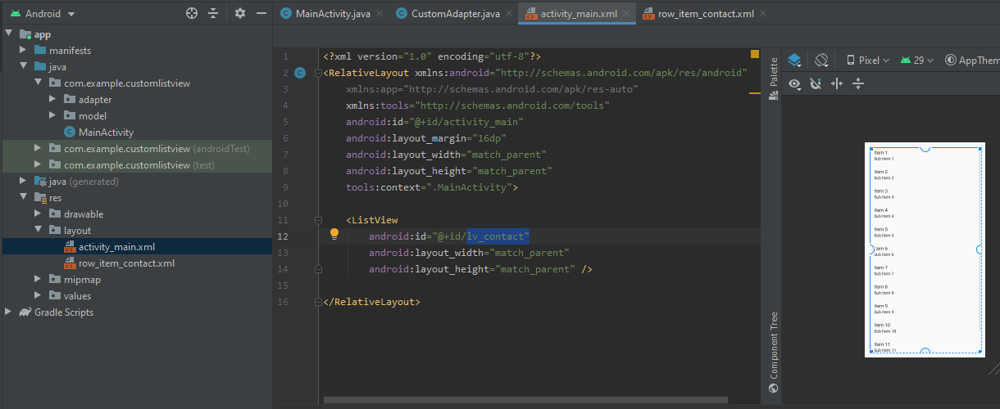 Android
MainActivity.java
CustomAdapter.java
activity_main.xml
row_item_contact.xml
app
manifests
java
com.example.customlistview
adapter
model
MainActivity
com.example.customlistview (androidTest)
com.example.customlistview (test)
java (generated)
res
drawable
layout
activity_main.xml
row_item_contact.xml
mipmap
values
Gradle Scripts
1 <?xml version="1.0" encoding="utf-8"?>
2 <RelativeLayout xmlns:android="http://schemas.android.com/apk/res/android"
3 xmlns:app="http://schemas.android.com/apk/res-auto"
4 xmlns:tools="http://schemas.android.com/tools"
5 android:id="@+id/activity_main"
6 android:layout_margin="16dp"
7 android:layout_width="match_parent"
8 android:layout_height="match_parent"
9 tools:context=".MainActivity">
10
11 <ListView
12 android:id="@+id/lv_contact"
13 android:layout_width="match_parent"
14 android:layout_height="match_parent" />
15
16 </RelativeLayout>
Palette
Component Tree
Pixel
29
AppThem
Item 1
Sub Item 1
Item 2
Sub Item 2
Item 3
Sub Item 3
Item 4
Sub Item 4
Item 5
Sub Item 5
Item 6
Sub Item 6
Item 7
Sub Item 7
Item 8
Sub Item 8
Item 9
Sub Item 9
Item 10
Sub Item 10
Item 11
Sub Item 11